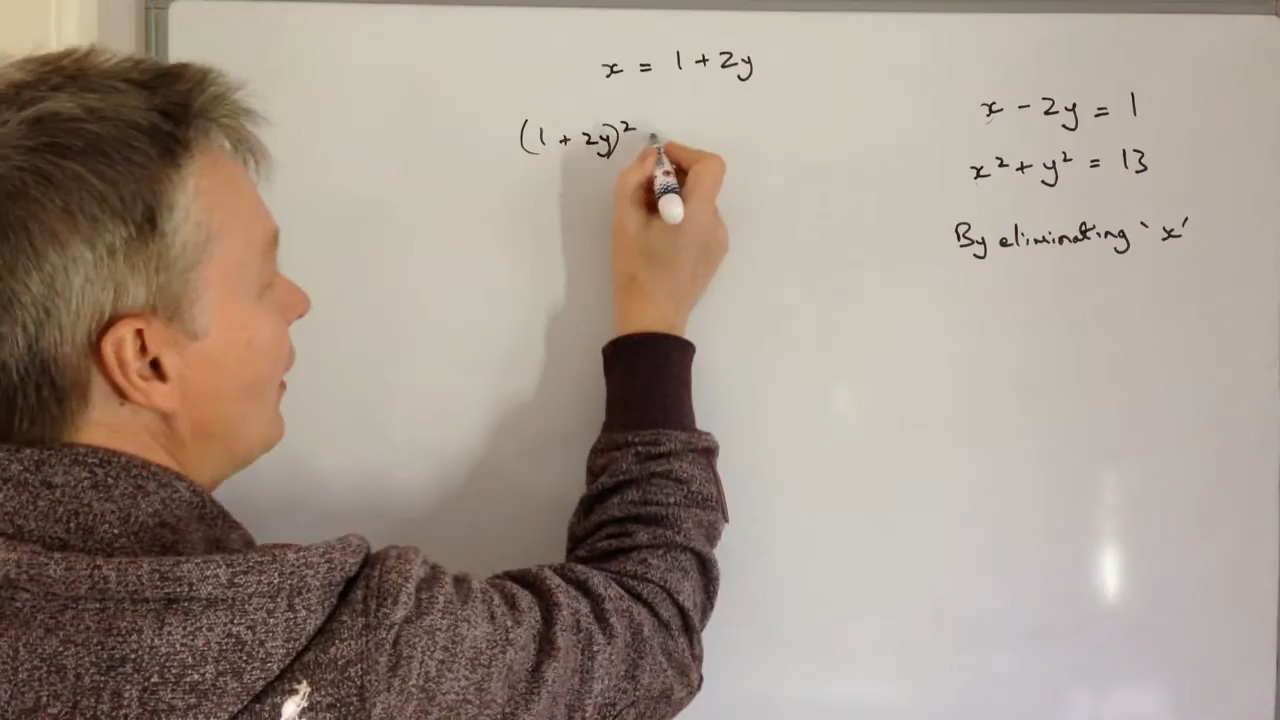 x = 1 + 2y
(1 + 2y)²
x - 2y = 1
x² + y² = 13
By eliminating 'x'